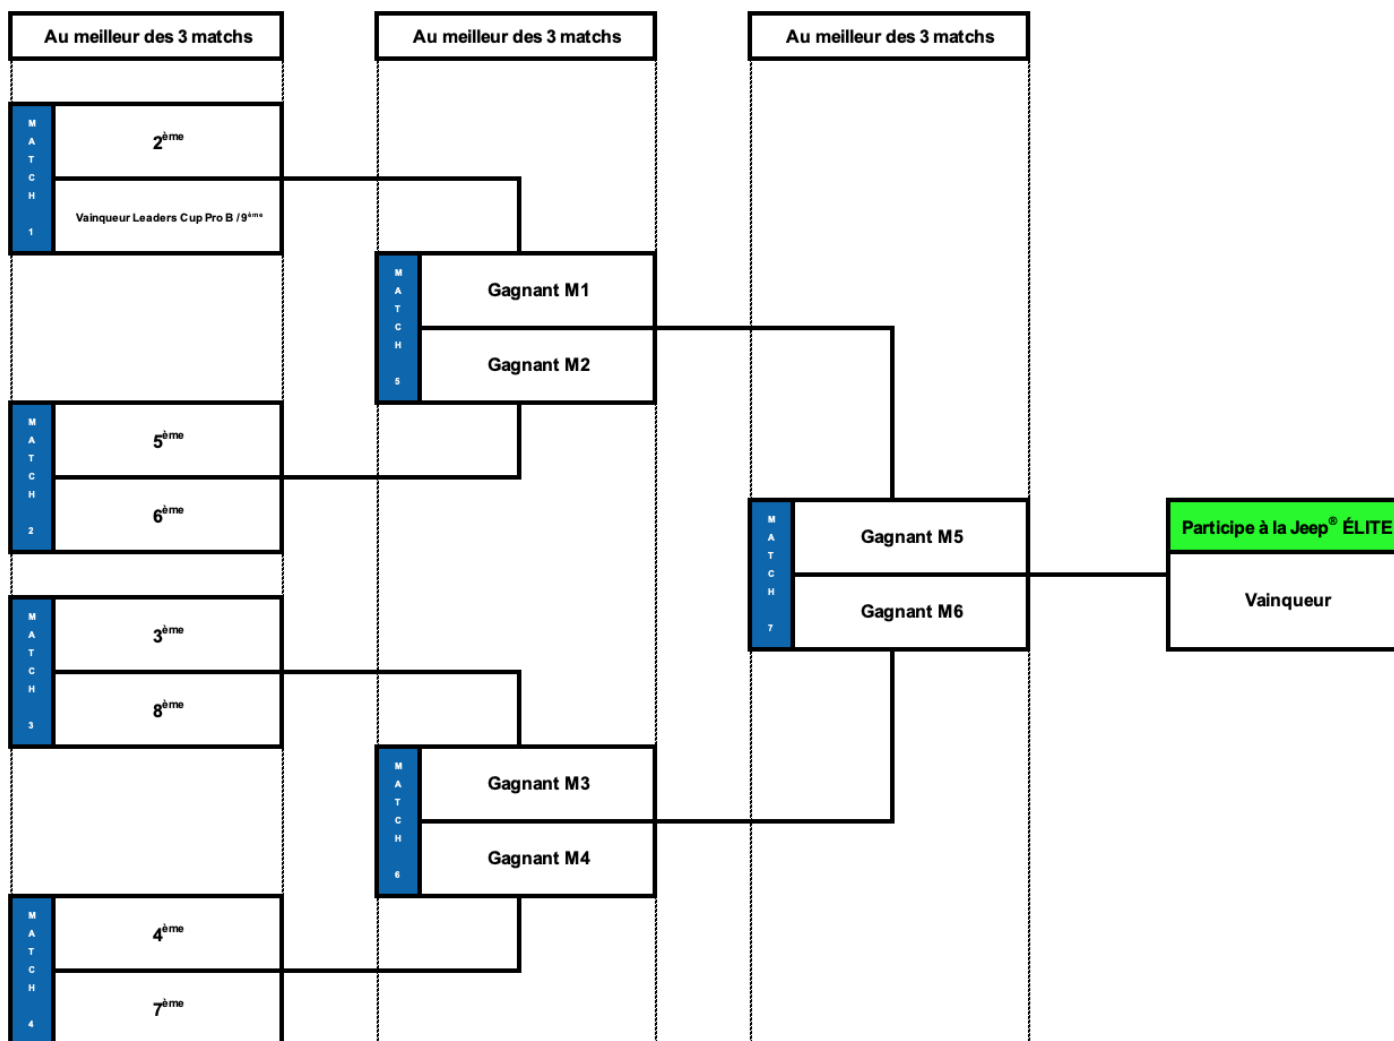 Au meilleur des 3 matchs
Au meilleur des 3 matchs
Au meilleur des 3 matchs
MATCH 1
2ème
Vainqueur Leaders Cup Pro B / 9ème
MATCH 5
Gagnant M1
Gagnant M2
MATCH 2
5ème
6ème
MATCH 7
Gagnant M5
Gagnant M6
Participe à la Jeep® ÉLITE
Vainqueur
MATCH 3
3ème
8ème
MATCH 6
Gagnant M3
Gagnant M4
MATCH 4
4ème
7ème